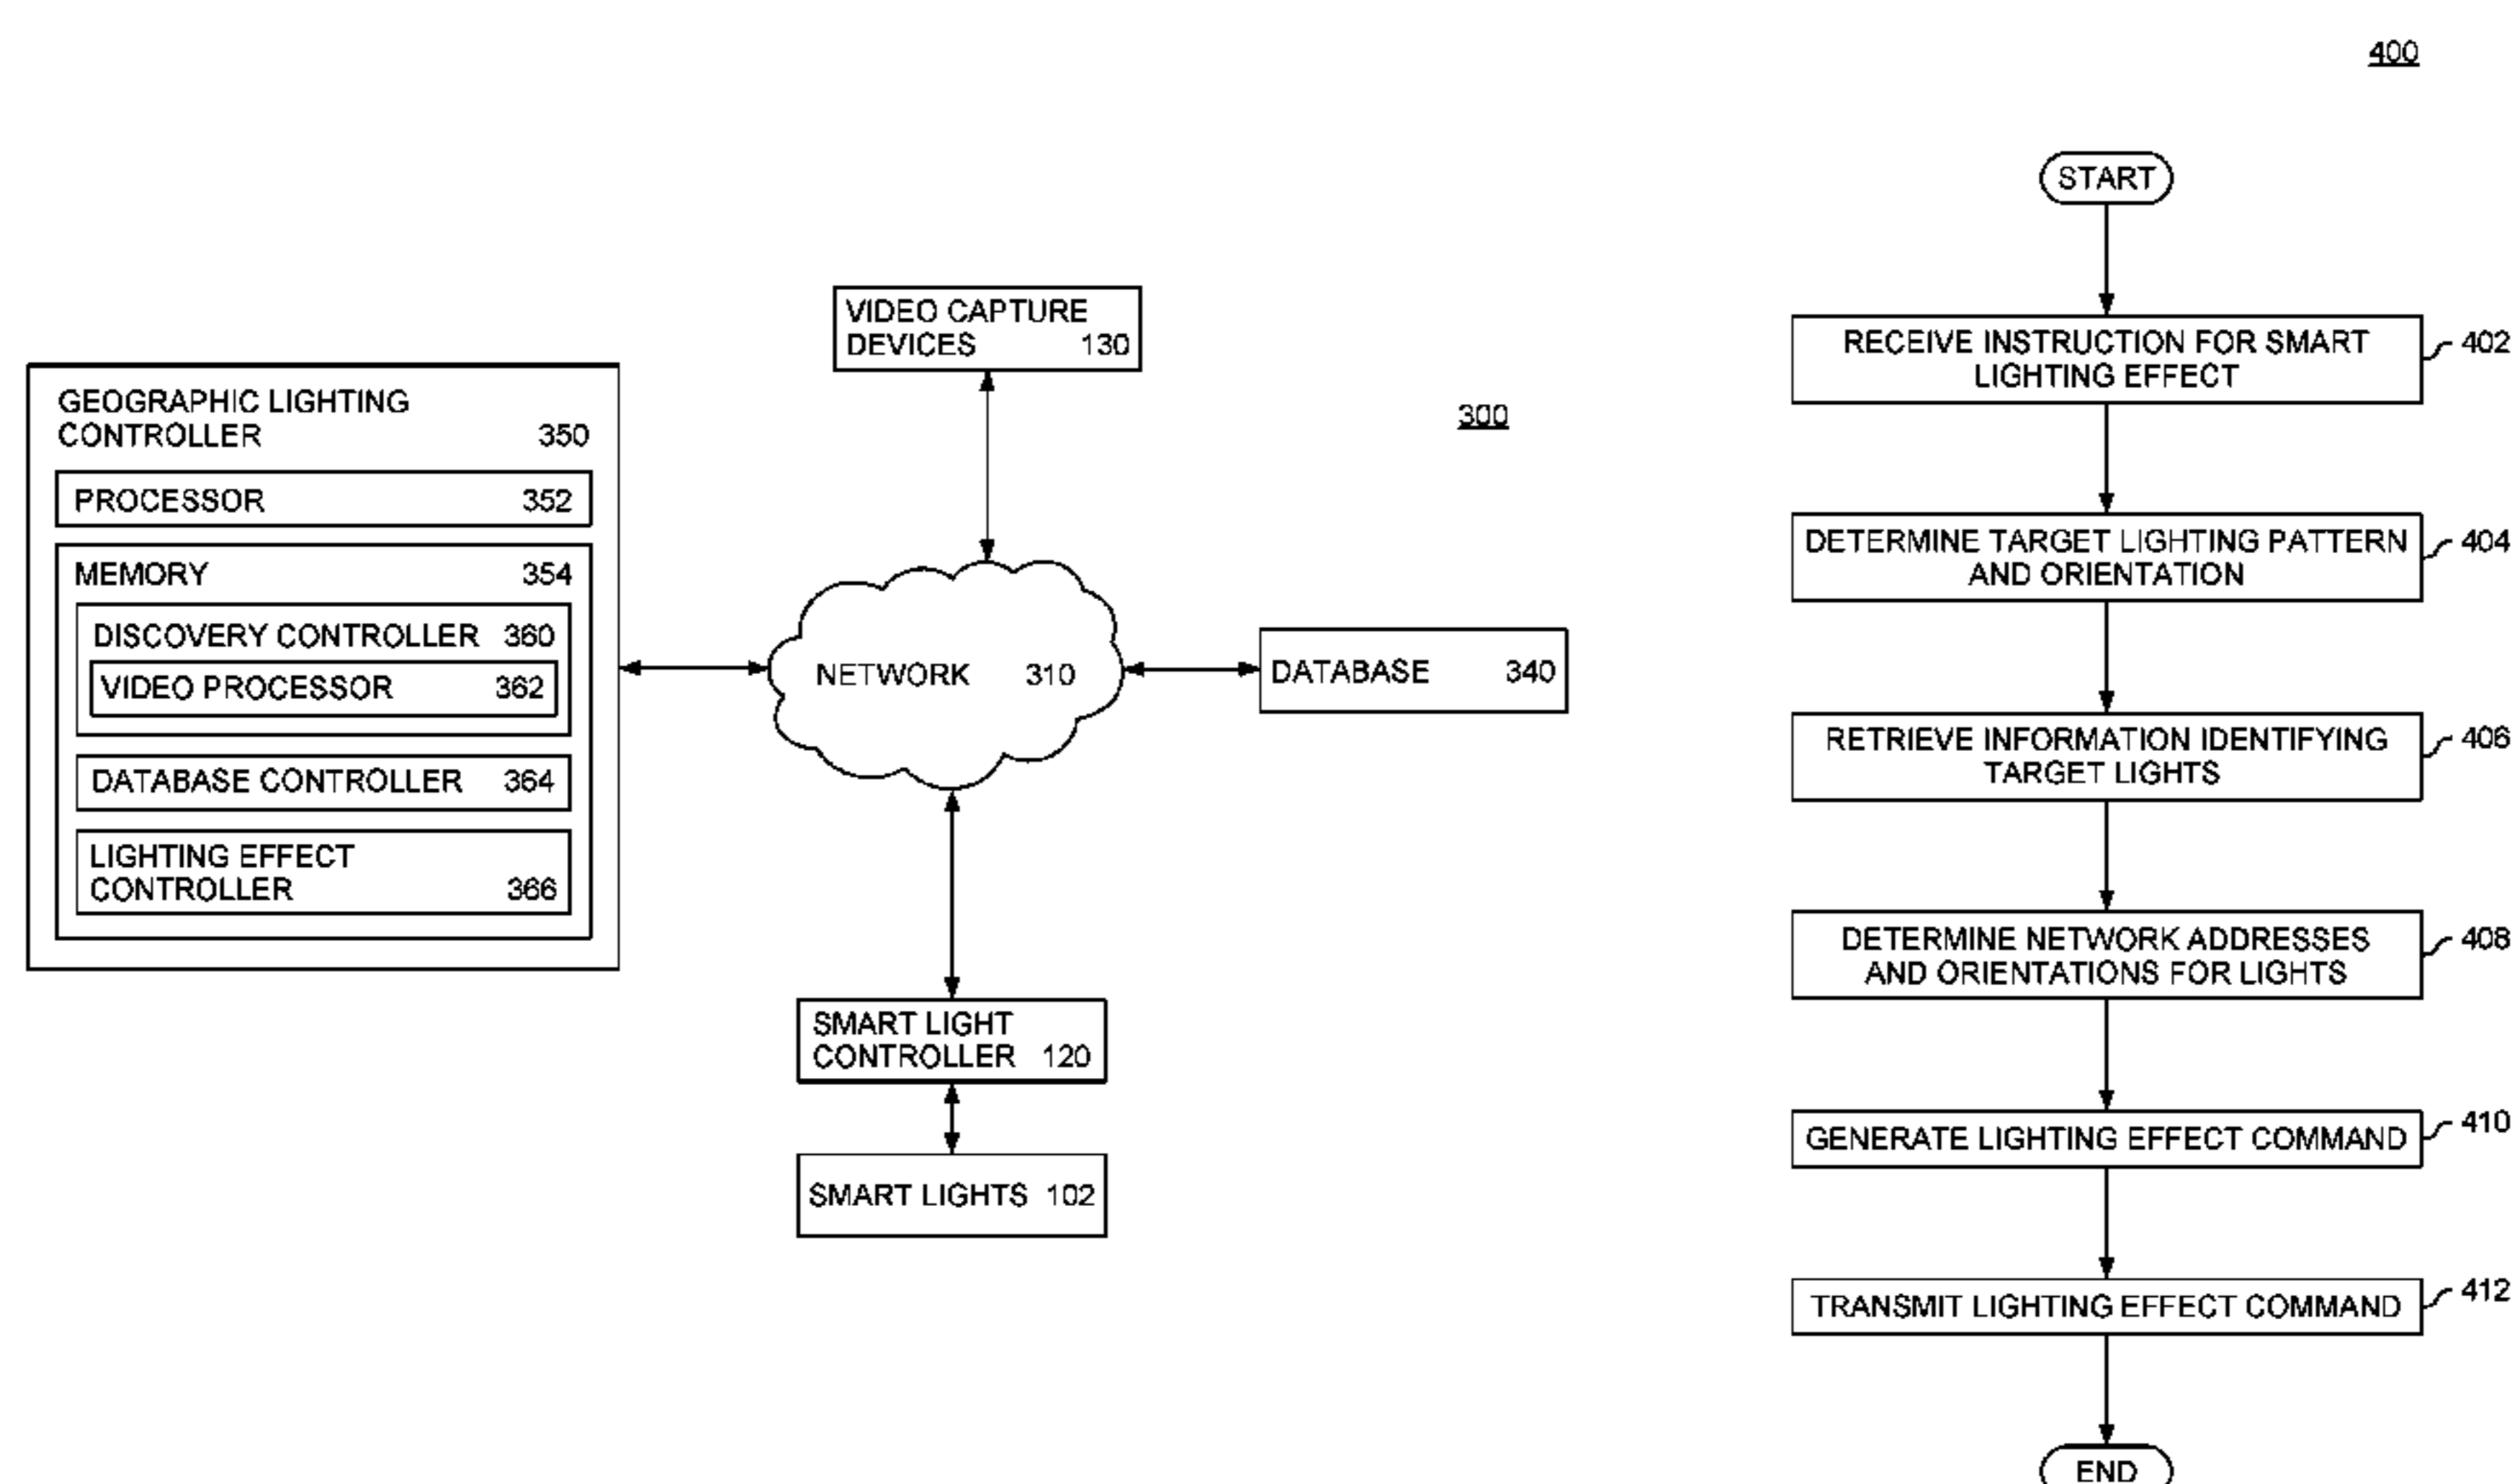 GEOGRAPHIC LIGHTING
CONTROLLER 350
PROCESSOR 352
MEMORY 354
DISCOVERY CONTROLLER 360
VIDEO PROCESSOR 362
DATABASE CONTROLLER 364
LIGHTING EFFECT
CONTROLLER 366
VIDEO CAPTURE
DEVICES 130
300
NETWORK 310
DATABASE 340
SMART LIGHT
CONTROLLER 120
SMART LIGHTS 102
400
START
RECEIVE INSTRUCTION FOR SMART
LIGHTING EFFECT
402
DETERMINE TARGET LIGHTING PATTERN
AND ORIENTATION
404
RETRIEVE INFORMATION IDENTIFYING
TARGET LIGHTS
406
DETERMINE NETWORK ADDRESSES
AND ORIENTATIONS FOR LIGHTS
408
GENERATE LIGHTING EFFECT COMMAND
410
TRANSMIT LIGHTING EFFECT COMMAND
412
END